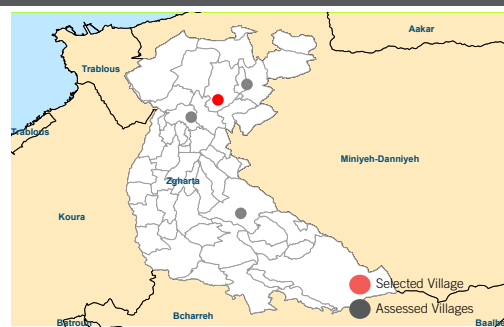 Aakar
Trablous
Trablous
Miniyeh-Danniyeh
Zgharta
Koura
Selected Village
Assessed Villages
Bcharreh